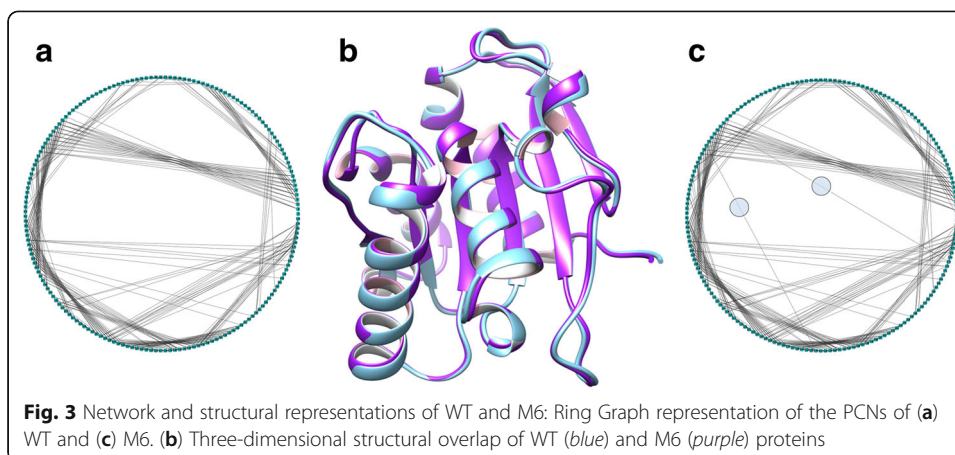 a
b
c
Fig. 3 Network and structural representations of WT and M6: Ring Graph representation of the PCNs of (a)
WT and (c) M6. (b) Three-dimensional structural overlap of WT (blue) and M6 (purple) proteins